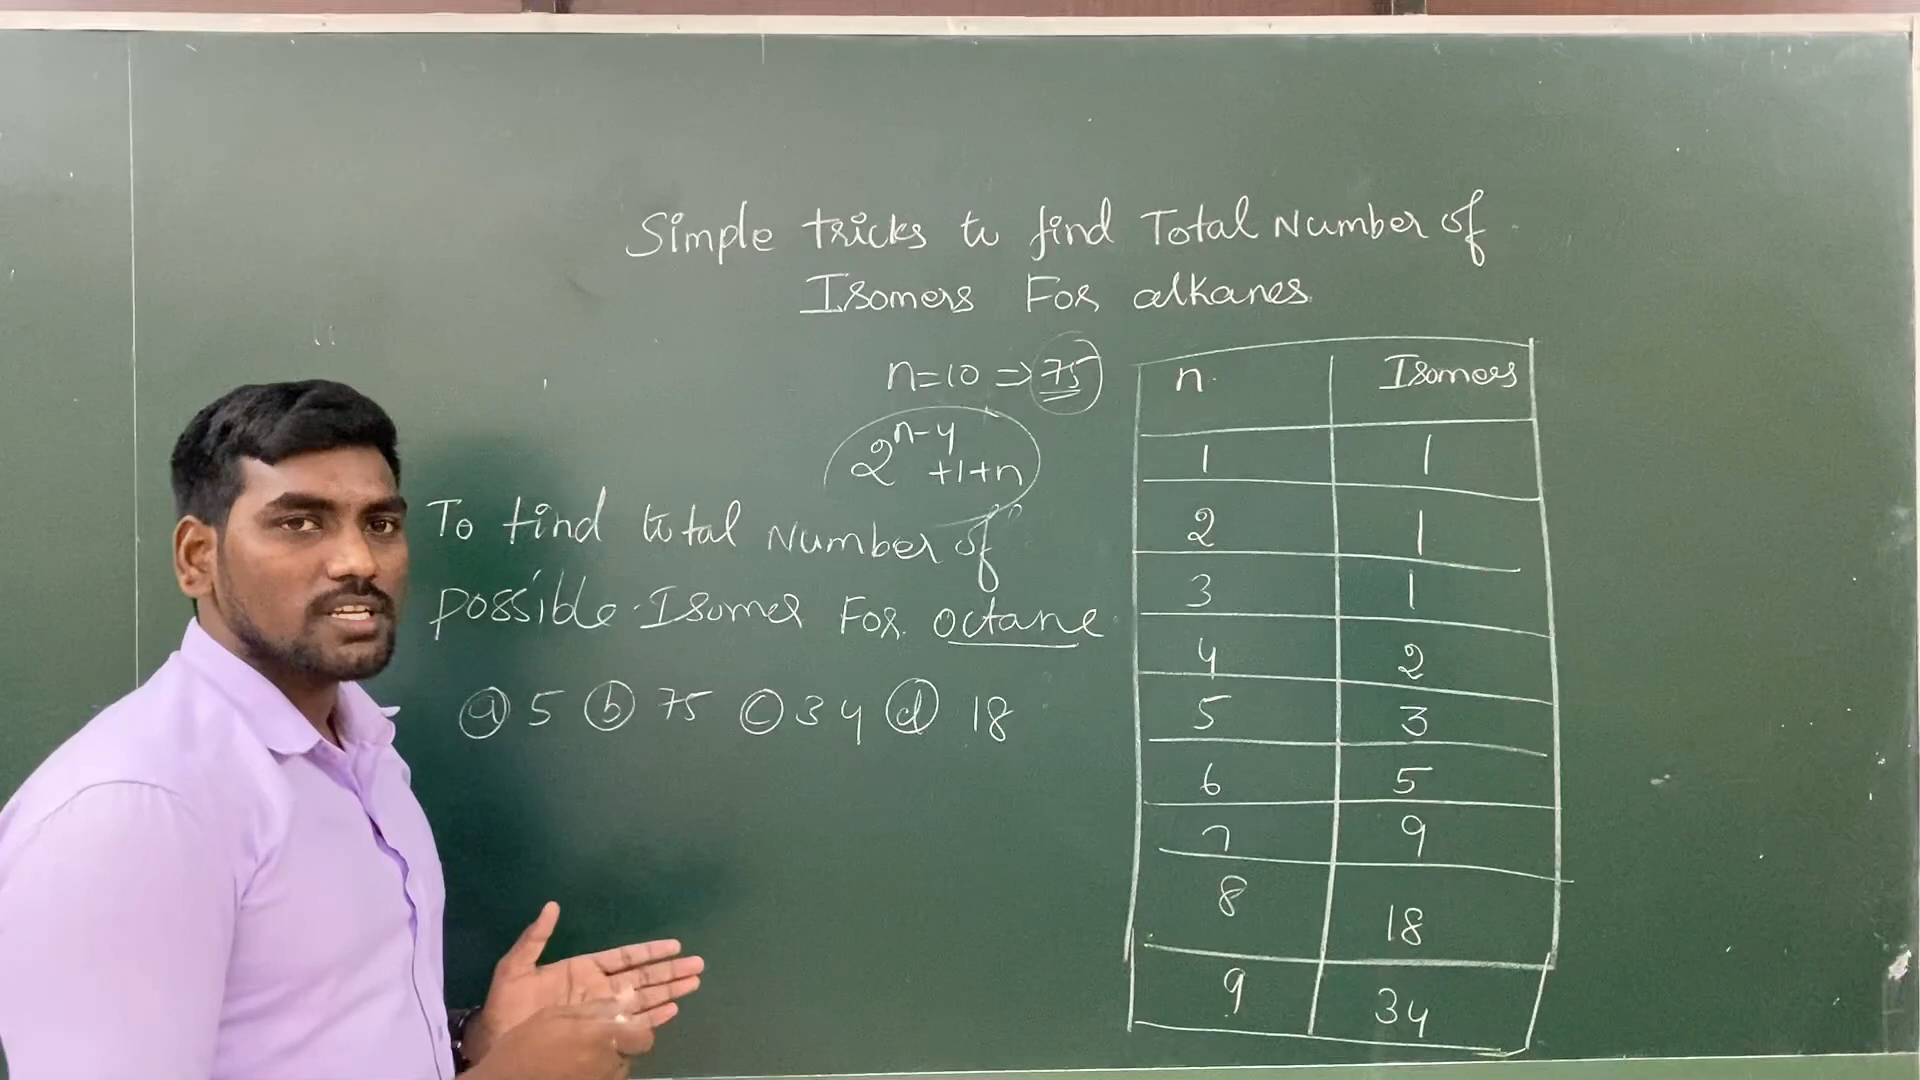 Simple tricks to find Total Number of
Isomers For alkanes.
n=10 => 75
2^(n-4) +1+n
To find total Number of
possible Isomer For octane
(a) 5 (b) 75 (c) 34 (d) 18
n Isomers
1 1
2 1
3 1
4 2
5 3
6 5
7 9
8 18
9 34